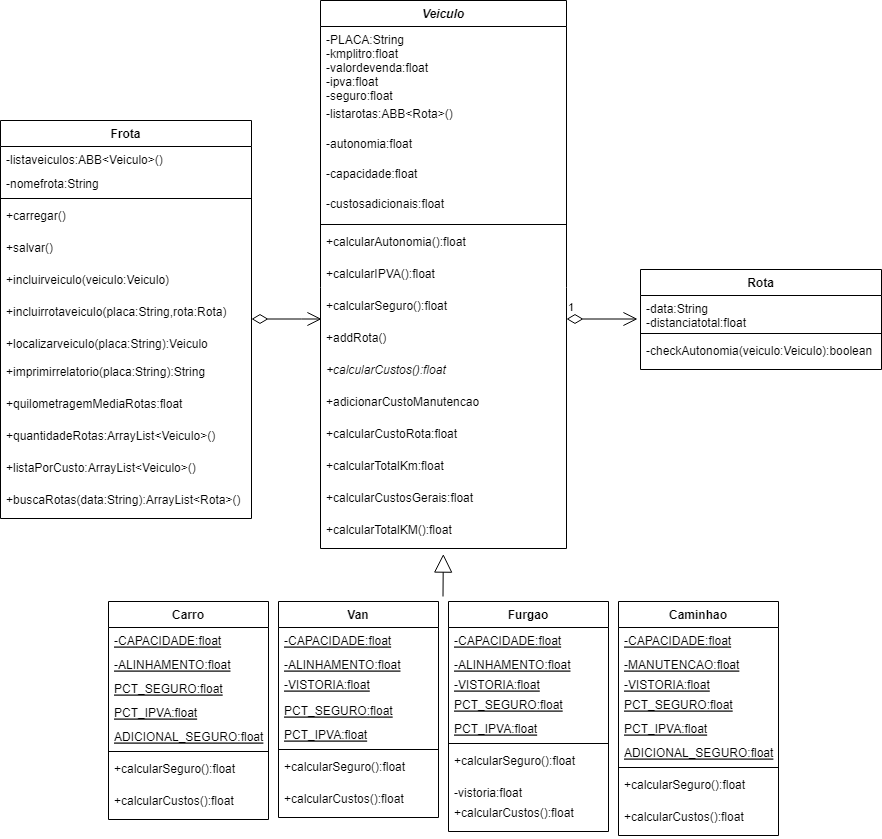 Veiculo
-PLACA:String
-kmplitro:float
-valordevenda:float
-ipva:float
-seguro:float
-listarotas:ABB<Rota>()
-autonomia:float
-capacidade:float
-custosadicionais:float
+calcularAutonomia():float
+calcularIPVA():float
+calcularSeguro():float
+addRota()
+calcularCustos():float
+adicionarCustoManutencao
+calcularCustoRota:float
+calcularTotalKm:float
+calcularCustosGerais:float
+calcularTotalKM():float
Frota
-listaveiculos:ABB<Veiculo>()
-nomefrota:String
+carregar()
+salvar()
+incluirveiculo(veiculo:Veiculo)
+incluirrotaveiculo(placa:String,rota:Rota)
+localizarveiculo(placa:String):Veiculo
+imprimirrelatorio(placa:String):String
+quilometragemMediaRotas:float
+quantidadeRotas:ArrayList<Veiculo>()
+listaPorCusto:ArrayList<Veiculo>()
+buscaRotas(data:String):ArrayList<Rota>()
1
Rota
-data:String
-distanciatotal:float
-checkAutonomia(veiculo:Veiculo):boolean
Carro
-CAPACIDADE:float
-ALINHAMENTO:float
PCT_SEGURO:float
PCT_IPVA:float
ADICIONAL_SEGURO:float
+calcularSeguro():float
+calcularCustos():float
Van
-CAPACIDADE:float
-ALINHAMENTO:float
-VISTORIA:float
PCT_SEGURO:float
PCT_IPVA:float
+calcularSeguro():float
+calcularCustos():float
Furgao
-CAPACIDADE:float
-ALINHAMENTO:float
-VISTORIA:float
PCT_SEGURO:float
PCT_IPVA:float
+calcularSeguro():float
-vistoria:float
+calcularCustos():float
Caminhao
-CAPACIDADE:float
-MANUTENCAO:float
-VISTORIA:float
PCT_SEGURO:float
PCT_IPVA:float
ADICIONAL_SEGURO:float
+calcularSeguro():float
+calcularCustos():float